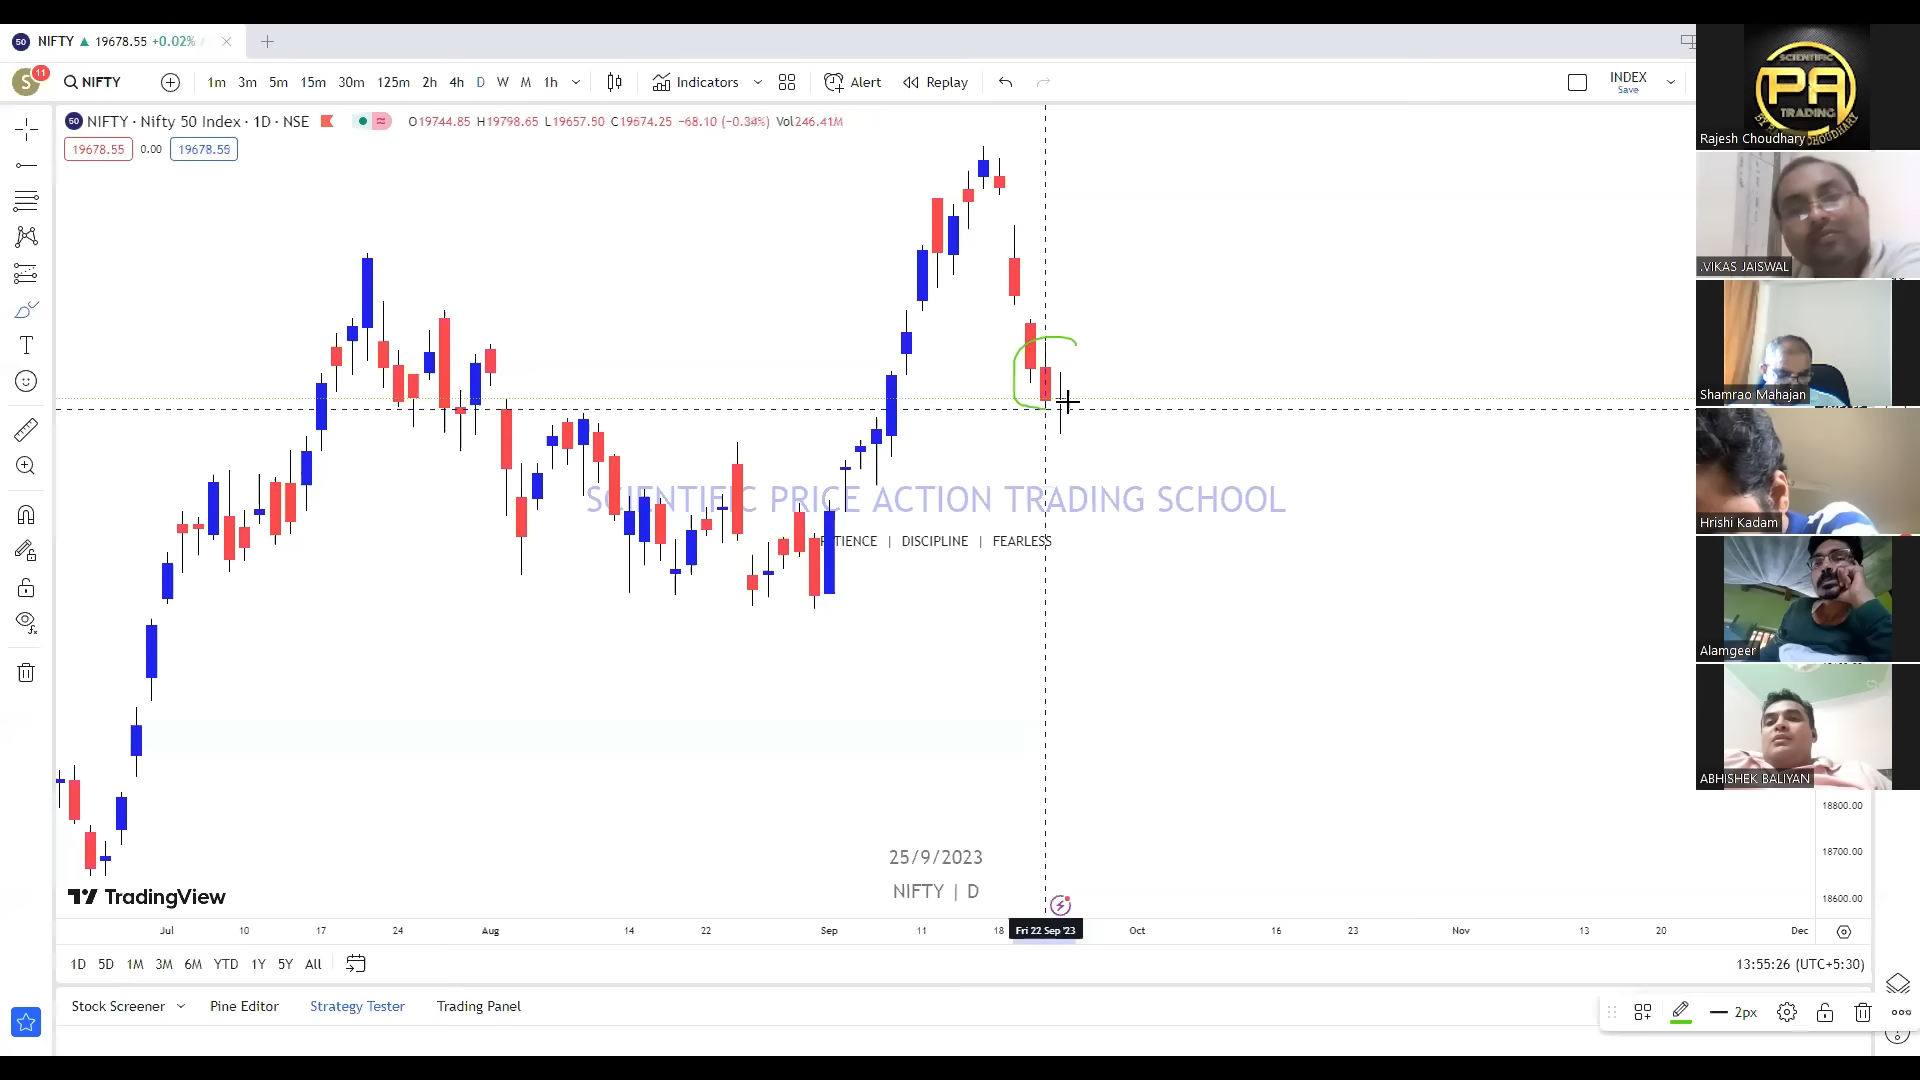 NIFTY ▲ 19678.55 +0.02%
S 11 NIFTY 1m 3m 5m 15m 30m 125m 2h 4h D W M 1h Indicators Alert Replay INDEX
Save
50 NIFTY · Nifty 50 Index · 1D · NSE O19744.85 H19798.65 L19657.50 C19674.25 −68.10 (−0.34%) Vol246.41M
19678.55 0.00 19678.55
SCIENTIFIC
PA
TRADING
Rajesh Choudhary
.VIKAS JAISWAL
Shamrao Mahajan
Hrishi Kadam
Alamgeer
ABHISHEK BALIYAN
SCIENTIFIC PRICE ACTION TRADING SCHOOL
PATIENCE | DISCIPLINE | FEARLESS
18800.00
18700.00
18600.00
25/9/2023
NIFTY | D
TradingView
Jul 10 17 24 Aug 14 22 Sep 11 18 Fri 22 Sep '23 Oct 16 23 Nov 13 20 Dec
1D 5D 1M 3M 6M YTD 1Y 5Y All 13:55:26 (UTC+5:30)
Stock Screener Pine Editor Strategy Tester Trading Panel
2px